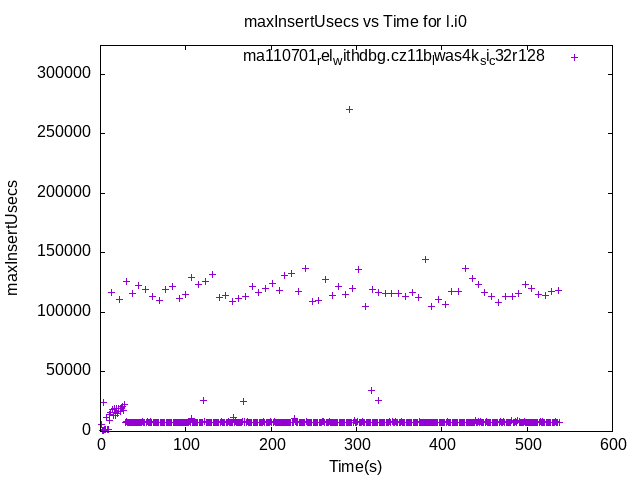 maxInsertUsecs vs Time for l.i0
ma110701_rel_withdbg.cz11b_lwas4k_sl_c32r128
maxInsertUsecs
300000
250000
200000
150000
100000
50000
0
0 100 200 300 400 500 600
Time(s)